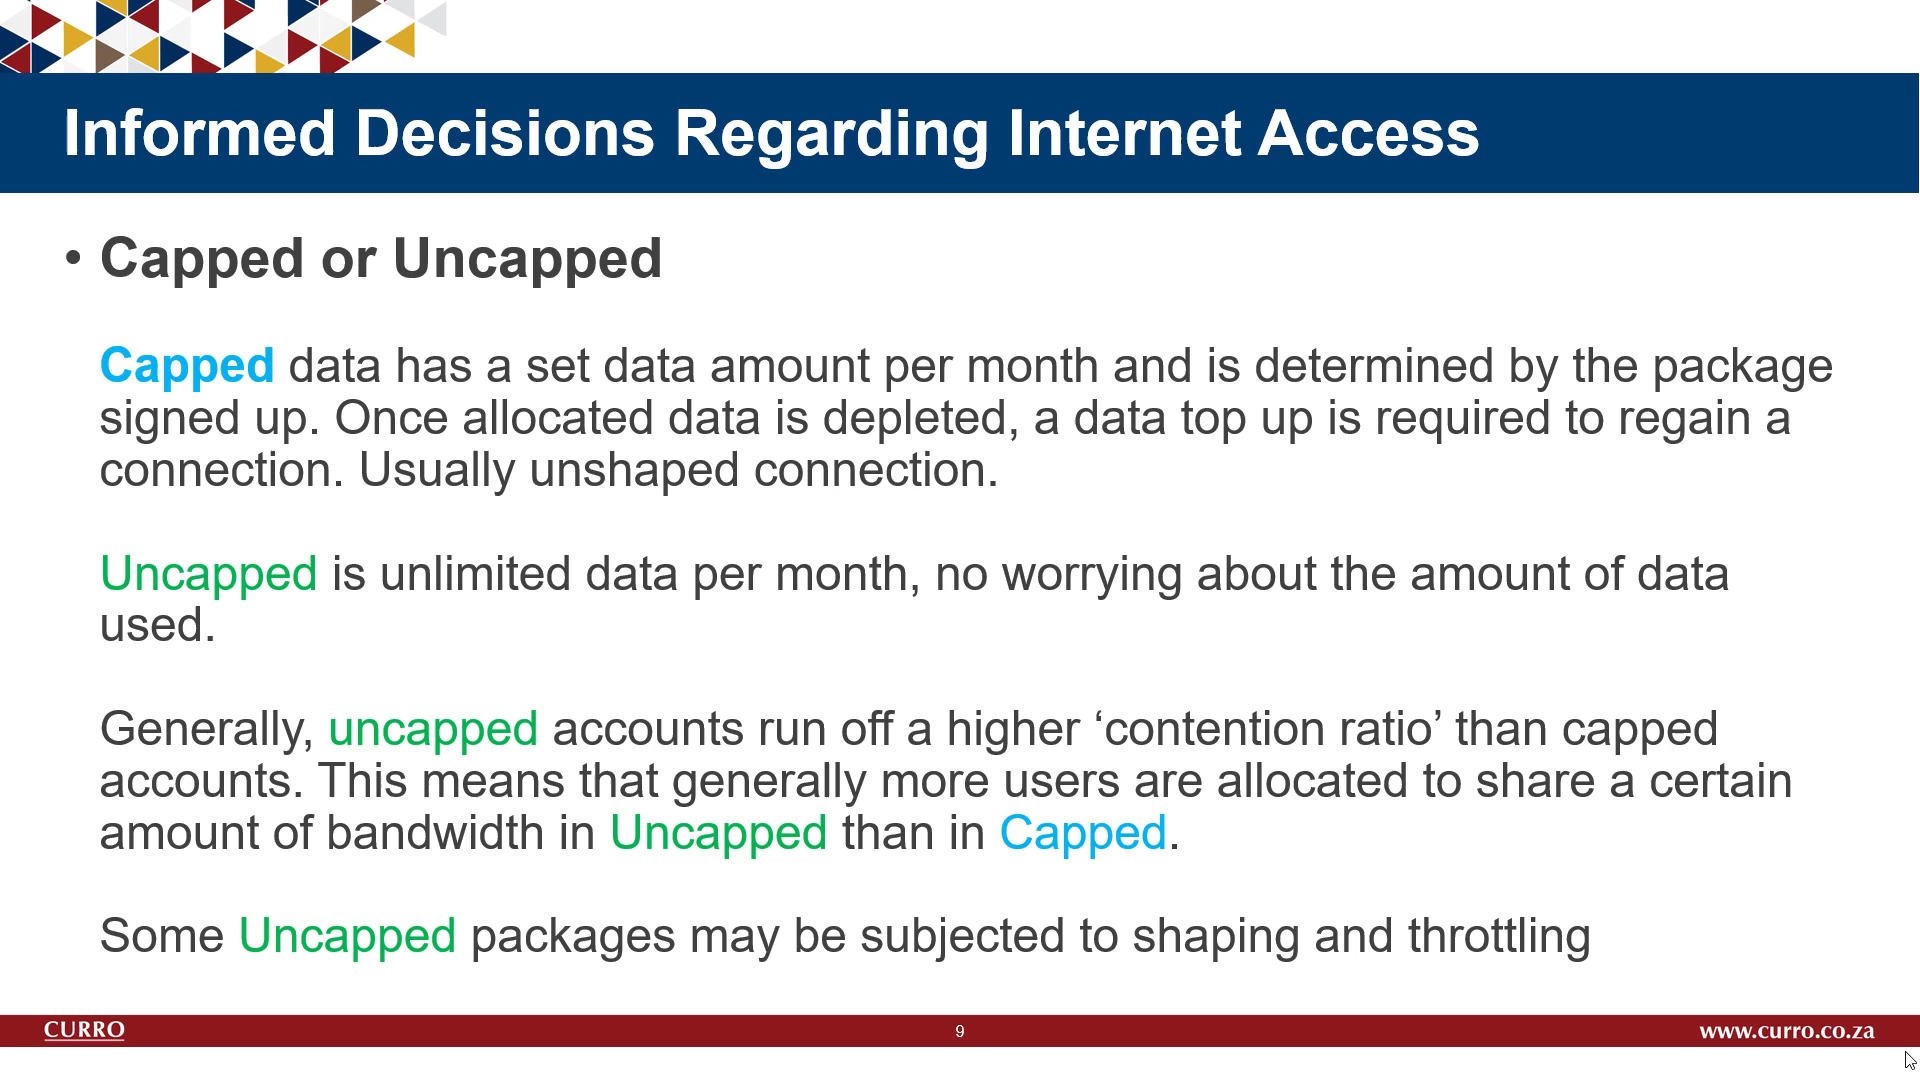 Informed Decisions Regarding Internet Access
• Capped or Uncapped
Capped data has a set data amount per month and is determined by the package
signed up. Once allocated data is depleted, a data top up is required to regain a
connection. Usually unshaped connection.
Uncapped is unlimited data per month, no worrying about the amount of data
used.
Generally, uncapped accounts run off a higher ‘contention ratio’ than capped
accounts. This means that generally more users are allocated to share a certain
amount of bandwidth in Uncapped than in Capped.
Some Uncapped packages may be subjected to shaping and throttling
CURRO
9
www.curro.co.za